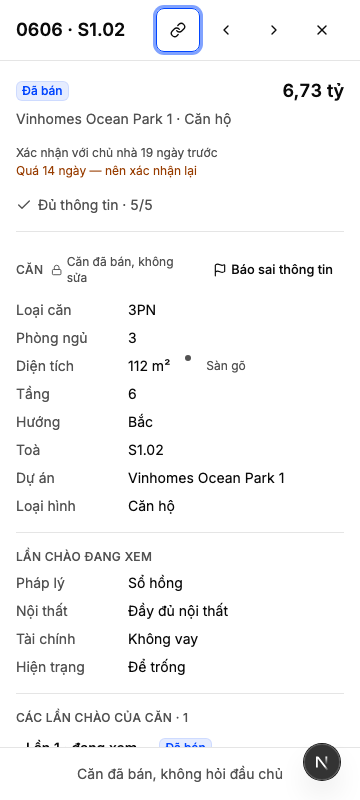 0606 · S1.02
Đã bán
6,73 tỷ
Vinhomes Ocean Park 1 · Căn hộ
Xác nhận với chủ nhà 19 ngày trước
Quá 14 ngày — nên xác nhận lại
Đủ thông tin · 5/5
CĂN
Căn đã bán, không
sửa
Báo sai thông tin
Loại căn 3PN
Phòng ngủ 3
Diện tích 112 m² • Sàn gỗ
Tầng 6
Hướng Bắc
Toà S1.02
Dự án Vinhomes Ocean Park 1
Loại hình Căn hộ
LẦN CHÀO ĐANG XEM
Pháp lý Sổ hồng
Nội thất Đầy đủ nội thất
Tài chính Không vay
Hiện trạng Để trống
CÁC LẦN CHÀO CỦA CĂN · 1
Lần 1 · đang xem Đã bán
Căn đã bán, không hỏi đầu chủ
N